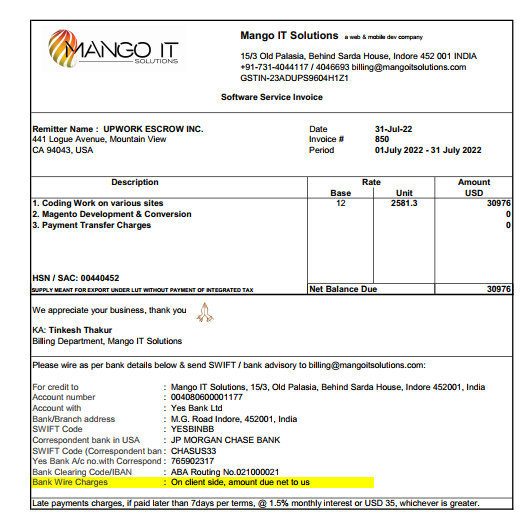 MANGO IT
SOLUTIONS
Mango IT Solutions a web & mobile dev company
15/3 Old Palasia, Behind Sarda House, Indore 452 001 INDIA
+91-731-4044117 / 4046693 billing@mangoitsolutions.com
GSTIN-23ADUPS9604H1Z1
Software Service Invoice
Remitter Name : UPWORK ESCROW INC.
441 Logue Avenue, Mountain View
CA 94043, USA
Date 31-Jul-22
Invoice # 850
Period 01July 2022 - 31 July 2022
Description Rate Amount
Base Unit USD
1. Coding Work on various sites 12 2581.3 30976
2. Magento Development & Conversion 0
3. Payment Transfer Charges 0
HSN / SAC: 00440452
SUPPLY MEANT FOR EXPORT UNDER LUT WITHOUT PAYMENT OF INTEGRATED TAX Net Balance Due 30976
We appreciate your business, thank you
KA: Tinkesh Thakur
Billing Department, Mango IT Solutions
Please wire as per bank details below & send SWIFT / bank advisory to billing@mangoitsolutions.com:
For credit to : Mango IT Solutions, 15/3, Old Palasia, Behind Sarda House, Indore 452001, India
Account number : 004080600001177
Account with : Yes Bank Ltd
Bank/Branch address : M.G. Road Indore, 452001, India
SWIFT Code : YESBINBB
Correspondent bank in USA : JP MORGAN CHASE BANK
SWIFT Code (Correspondent ban : CHASUS33
Yes Bank A/c no.with Correspond : 765902317
Bank Clearing Code/IBAN : ABA Routing No.021000021
Bank Wire Charges : On client side, amount due net to us
Late payments charges, if paid later than 7days per terms, @ 1.5% monthly interest or USD 35, whichever is greater.